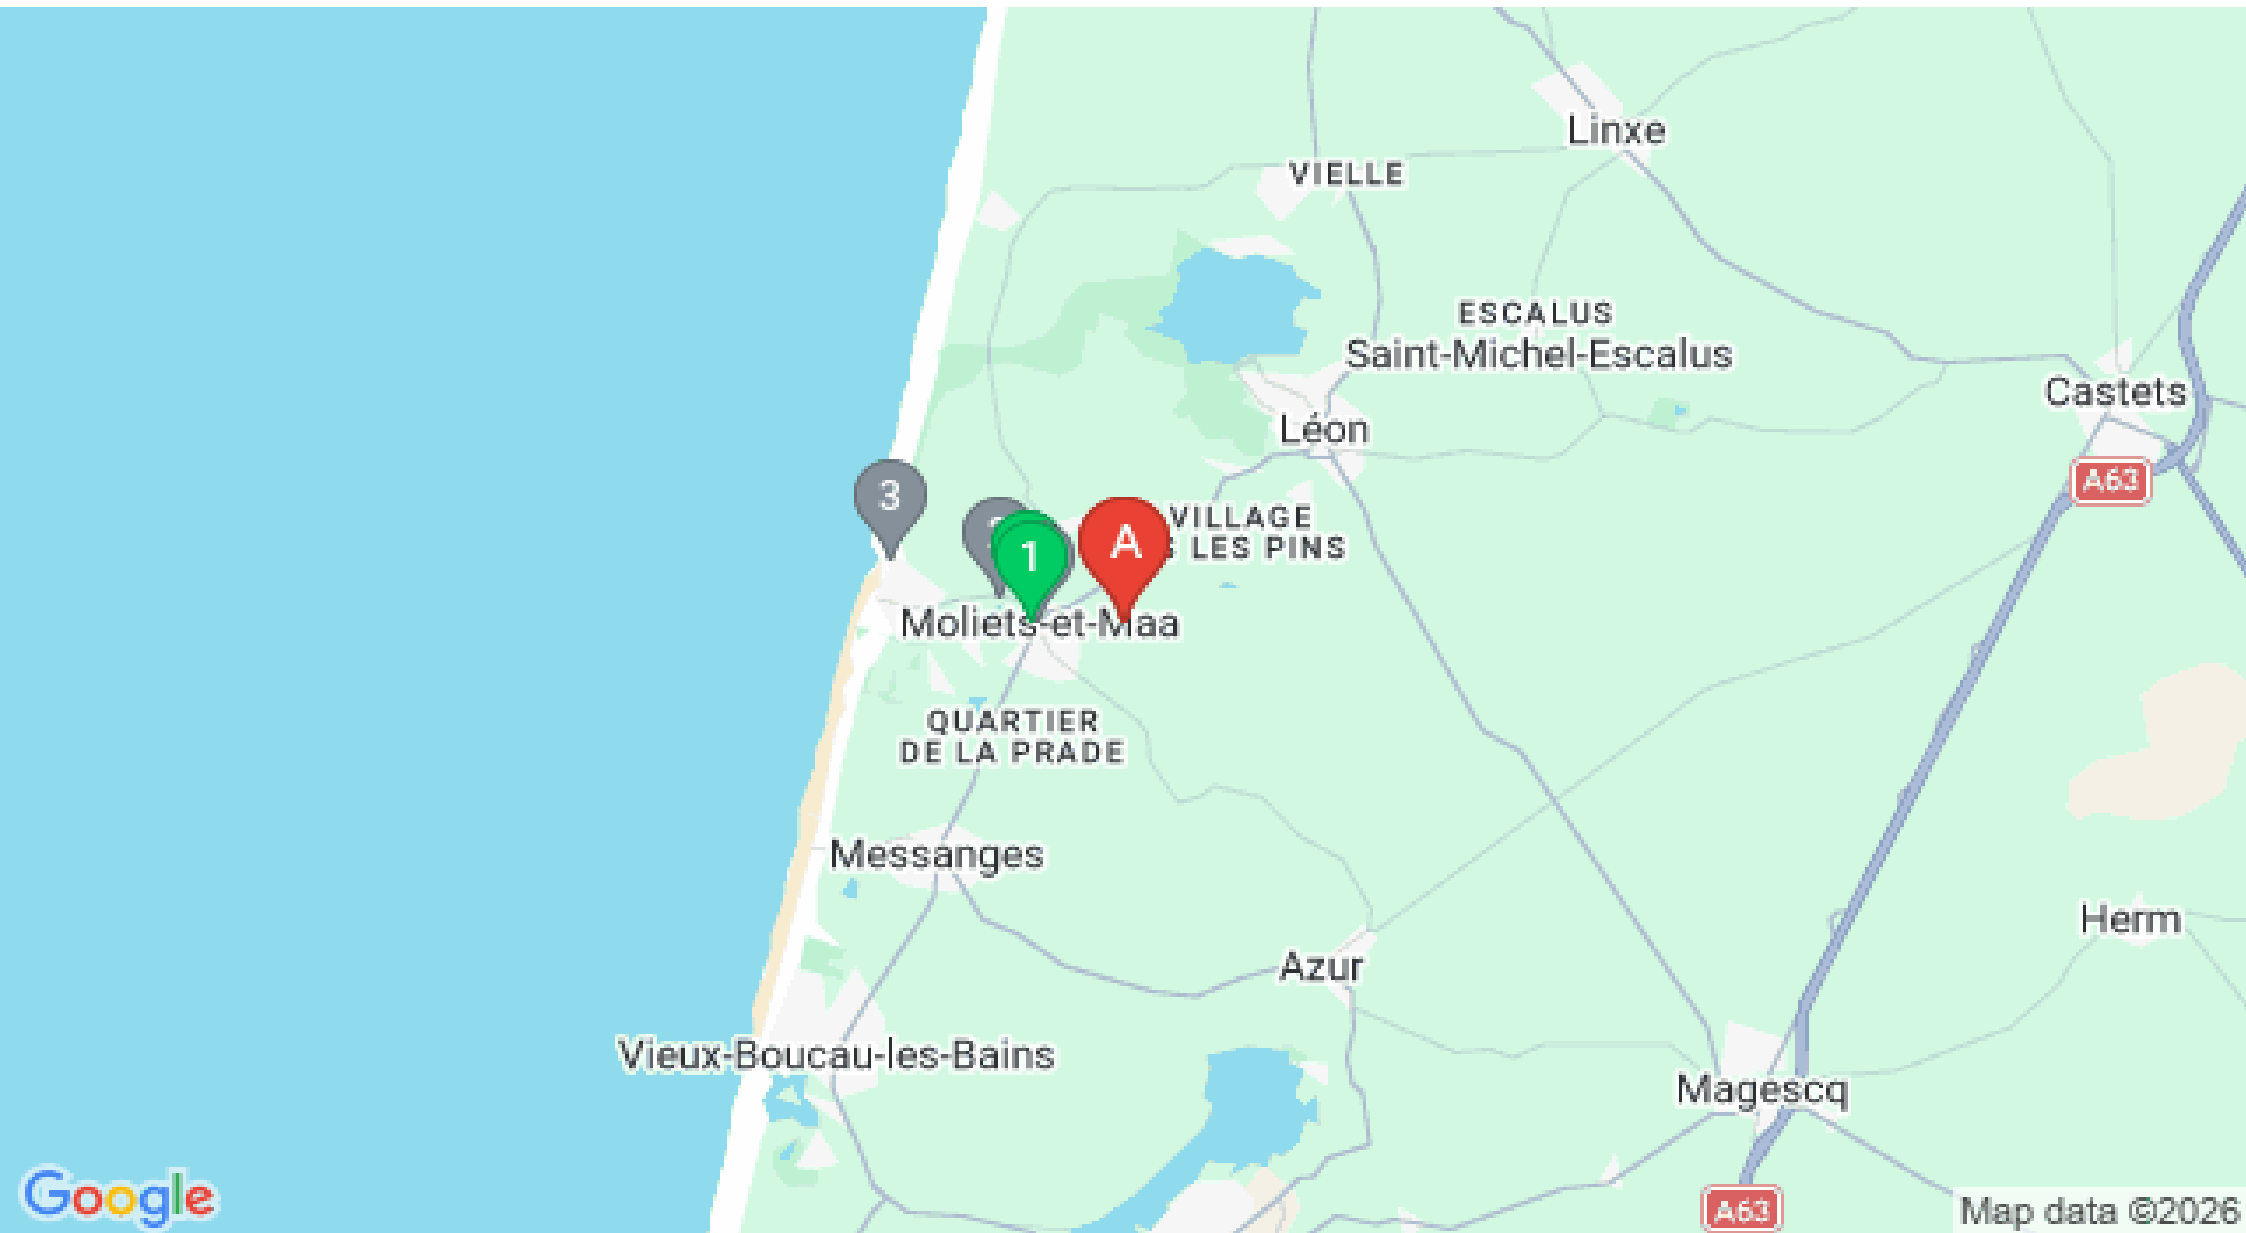 Linxe
VIELLE
ESCALUS
Saint-Michel-Escalus
Castets
Léon
A63
3
1
A
VILLAGE
LES PINS
Moliets-et-Maa
QUARTIER
DE LA PRADE
Messanges
Herm
Azur
Vieux-Boucau-les-Bains
Magescq
Google
A63
Map data ©2026